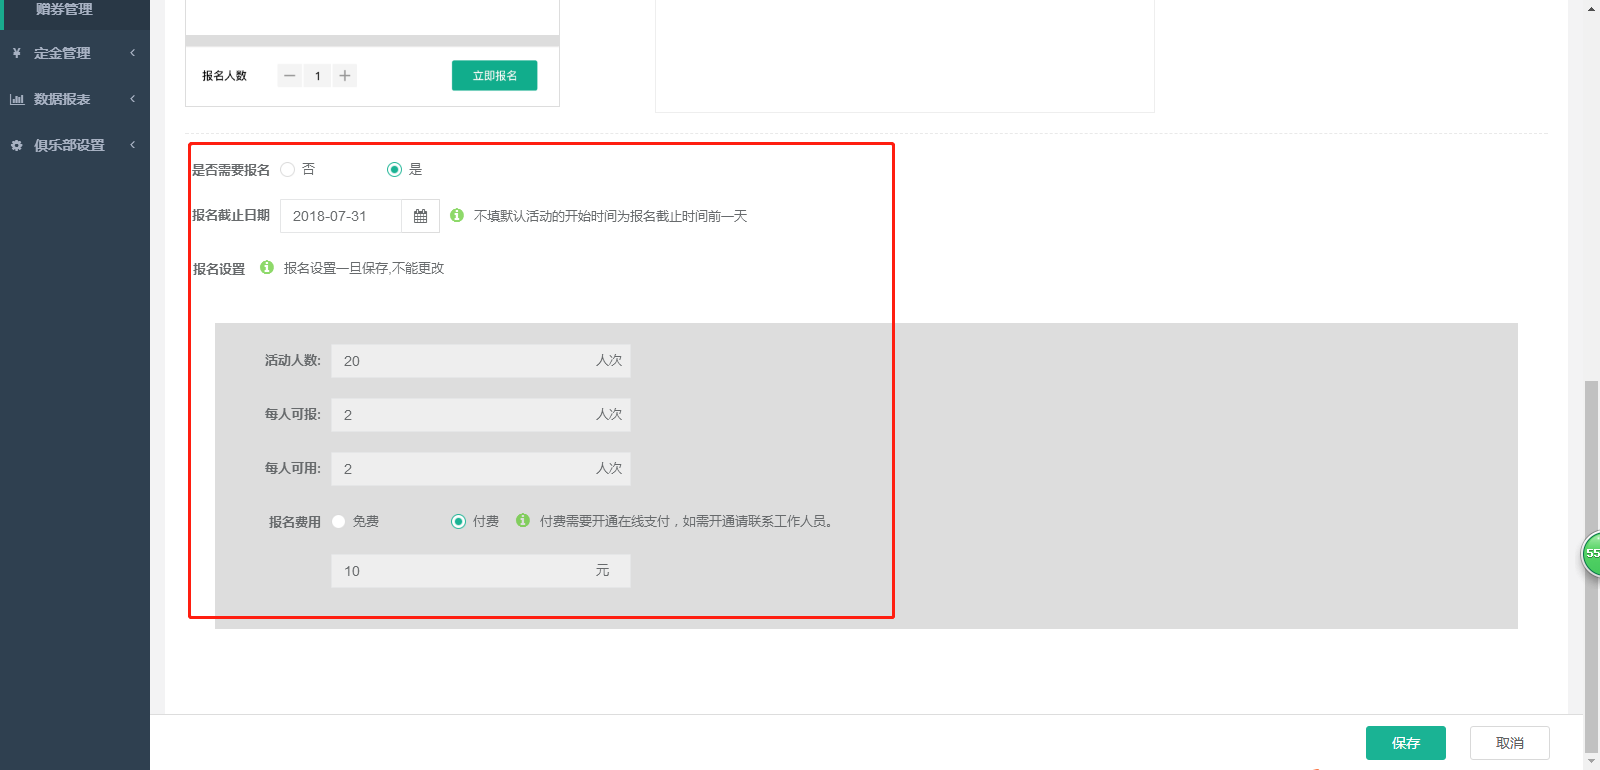 赠券管理
定金管理
数据报表
俱乐部设置
报名人数 1 立即报名
是否需要报名 否 是
报名截止日期 2018-07-31 不填默认活动的开始时间为报名截止时间前一天
报名设置 报名设置一旦保存,不能更改
活动人数: 20 人次
每人可报: 2 人次
每人可用: 2 人次
报名费用 免费 付费 付费需要开通在线支付，如需开通请联系工作人员。
10 元
55
保存 取消